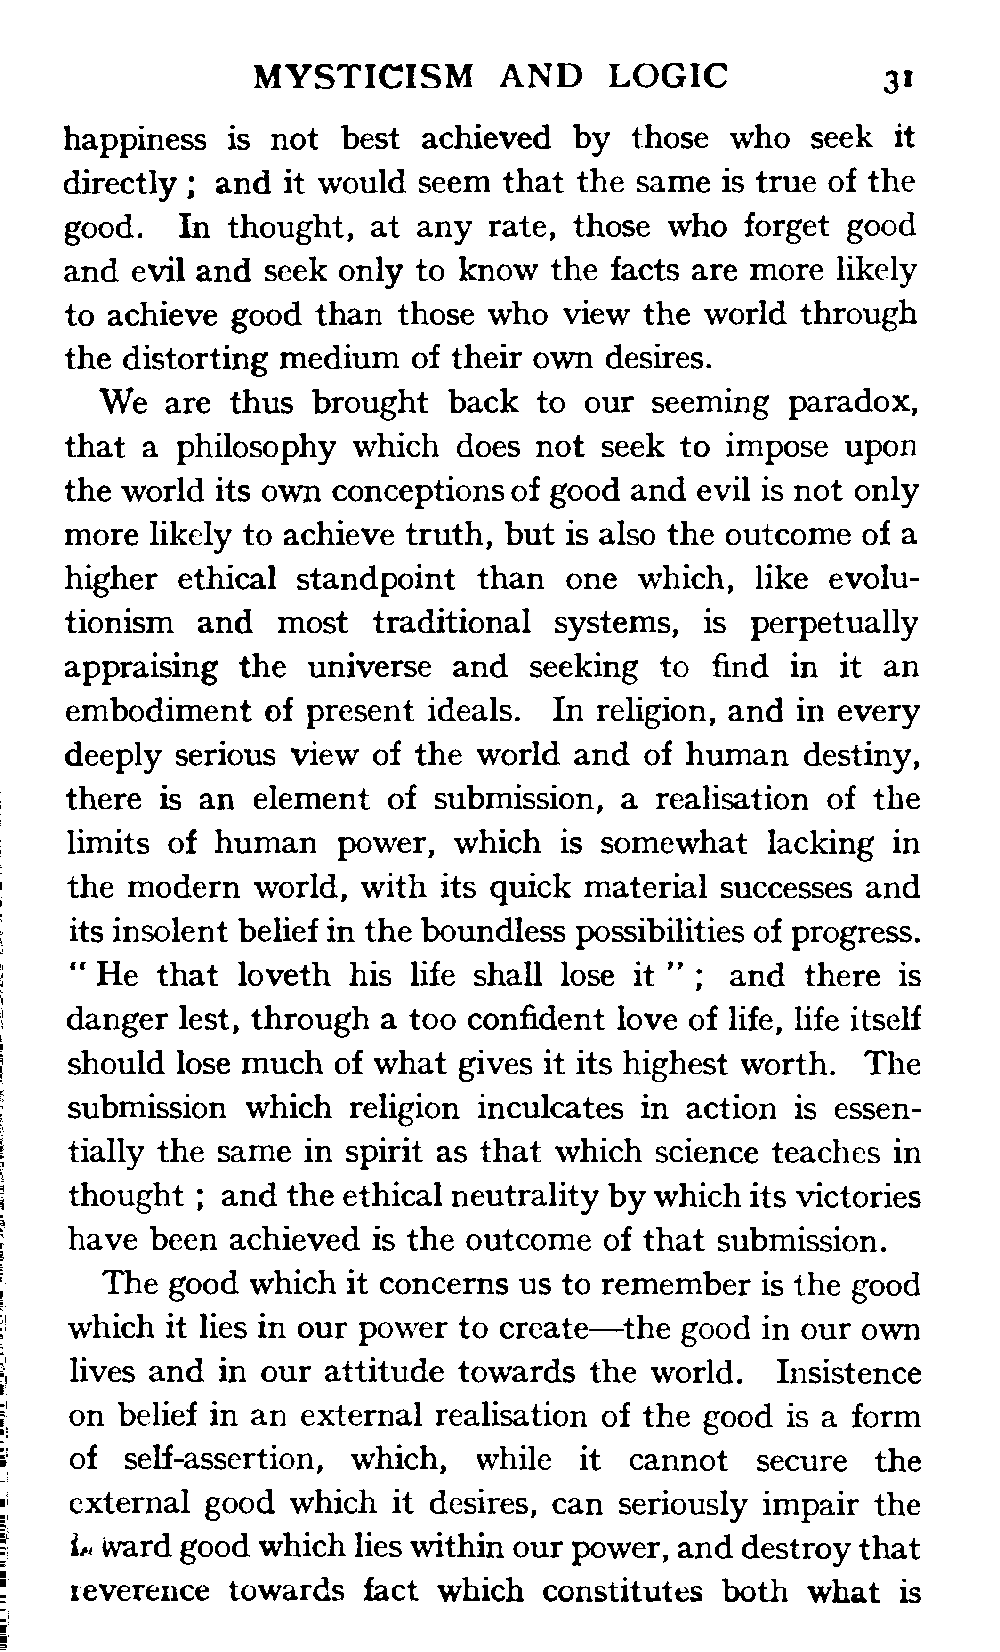 MYSTICISM AND LOGIC 31
happiness is not best achieved by those who seek it
directly ; and it would seem that the same is true of the
good. In thought, at any rate, those who forget good
and evil and seek only to know the facts are more likely
to achieve good than those who view the world through
the distorting medium of their own desires.
We are thus brought back to our seeming paradox,
that a philosophy which does not seek to impose upon
the world its own conceptions of good and evil is not only
more likely to achieve truth, but is also the outcome of a
higher ethical standpoint than one which, like evolu-
tionism and most traditional systems, is perpetually
appraising the universe and seeking to find in it an
embodiment of present ideals. In religion, and in every
deeply serious view of the world and of human destiny,
there is an element of submission, a realisation of the
limits of human power, which is somewhat lacking in
the modern world, with its quick material successes and
its insolent belief in the boundless possibilities of progress.
" He that loveth his life shall lose it " ; and there is
danger lest, through a too confident love of life, life itself
should lose much of what gives it its highest worth. The
submission which religion inculcates in action is essen-
tially the same in spirit as that which science teaches in
thought ; and the ethical neutrality by which its victories
have been achieved is the outcome of that submission.
The good which it concerns us to remember is the good
which it lies in our power to create—the good in our own
lives and in our attitude towards the world. Insistence
on belief in an external realisation of the good is a form
of self-assertion, which, while it cannot secure the
external good which it desires, can seriously impair the
inward good which lies within our power, and destroy that
reverence towards fact which constitutes both what is